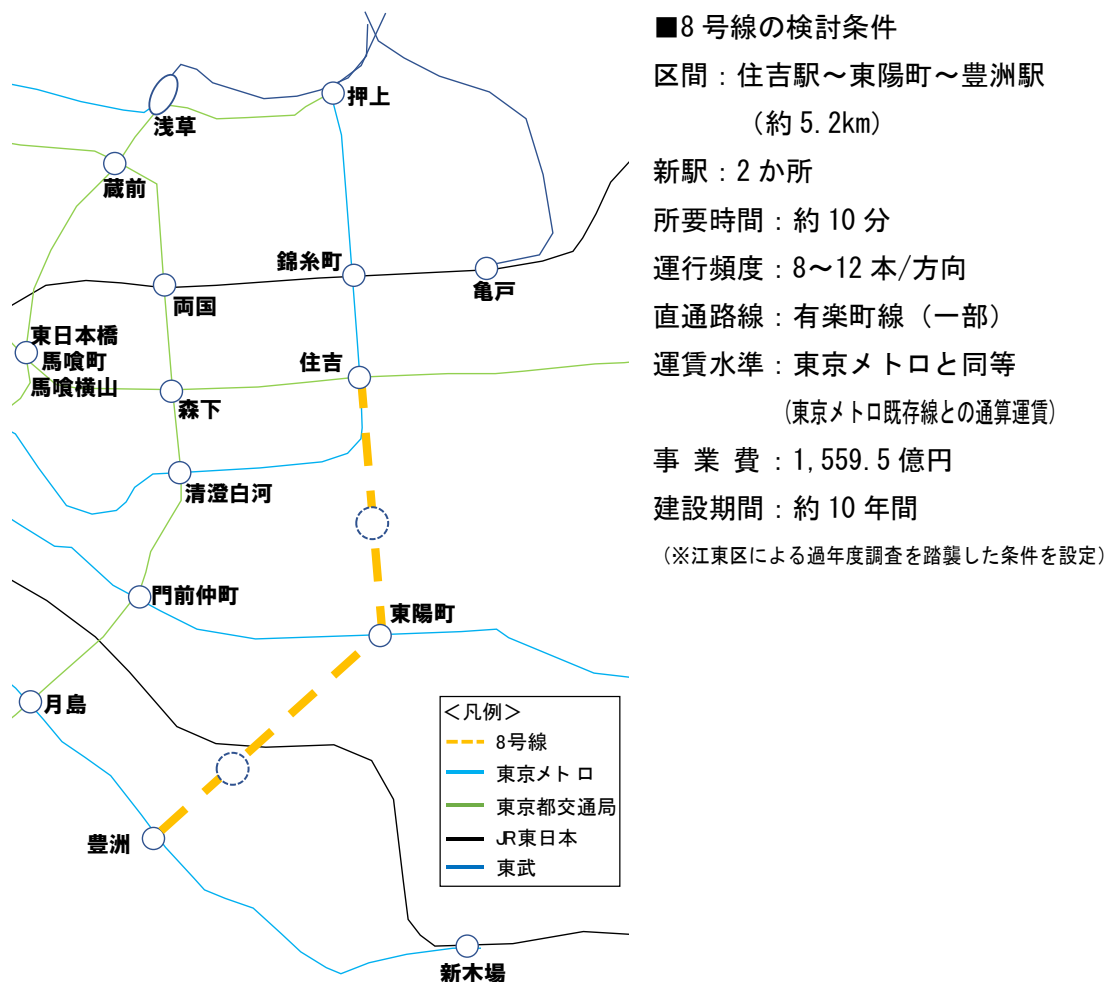 押上
浅草
蔵前
錦糸町
亀戸
両国
東日本橋
馬喰町
馬喰横山
住吉
森下
清澄白河
門前仲町
東陽町
月島
豊洲
新木場
＜凡例＞
8号線
東京メトロ
東京都交通局
JR東日本
東武
■8号線の検討条件
区間：住吉駅～東陽町～豊洲駅
（約5.2km）
新駅：2か所
所要時間：約10分
運行頻度：8～12本/方向
直通路線：有楽町線（一部）
運賃水準：東京メトロと同等
(東京メトロ既存線との通算運賃)
事業費：1,559.5億円
建設期間：約10年間
（※江東区による過年度調査を踏襲した条件を設定）